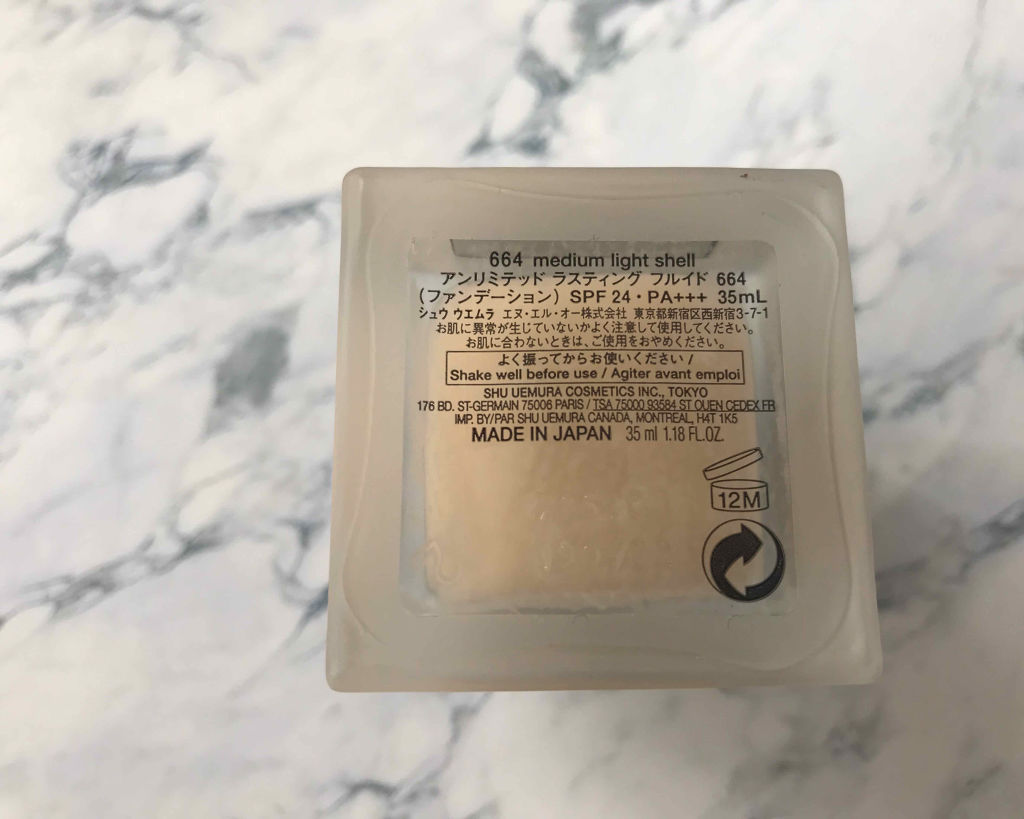 664 medium light shell
アンリミテッド ラスティング フルイド 664
(ファンデーション) SPF 24・PA+++ 35mL
シュウ ウエムラ エヌ・エル・オー株式会社 東京都新宿区西新宿3-7-1
お肌に異常が生じていないかよく注意して使用してください。
お肌に合わないときは、ご使用をおやめください。
よく振ってからお使いください /
Shake well before use / Agiter avant emploi
SHU UEMURA COSMETICS INC., TOKYO
176 BD. ST-GERMAIN 75006 PARIS / TSA 75000 93584 ST OUEN CEDEX FR
IMP. BY/PAR SHU UEMURA CANADA, MONTREAL, H4T 1K5
MADE IN JAPAN 35 ml 1.18 FL.OZ.
12M